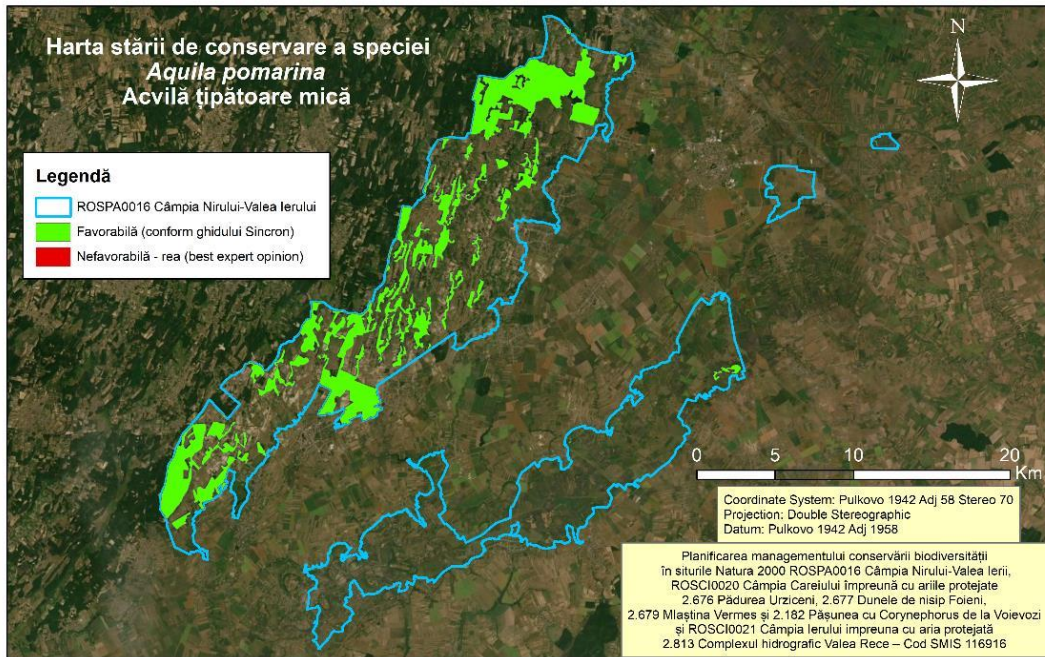 Harta stării de conservare a speciei
Aquila pomarina
Acvilă țipătoare mică
N
Legendă
ROSPA0016 Câmpia Nirului-Valea Ierului
Favorabilă (conform ghidului Sincron)
Nefavorabilă - rea (best expert opinion)
0 5 10 20
Km
Coordinate System: Pulkovo 1942 Adj 58 Stereo 70
Projection: Double Stereographic
Datum: Pulkovo 1942 Adj 1958
Planificarea managementului conservării biodiversității
în siturile Natura 2000 ROSPA0016 Câmpia Nirului-Valea Ierii,
ROSCI0020 Câmpia Careiului împreună cu ariile protejate
2.676 Pădurea Urziceni, 2.677 Dunele de nisip Foieni,
2.679 Mlaștina Vermes și 2.182 Pășunea cu Corynephorus de la Voievozi
și ROSCI0021 Câmpia Ierului impreuna cu aria protejată
2.813 Complexul hidrografic Valea Rece – Cod SMIS 116916